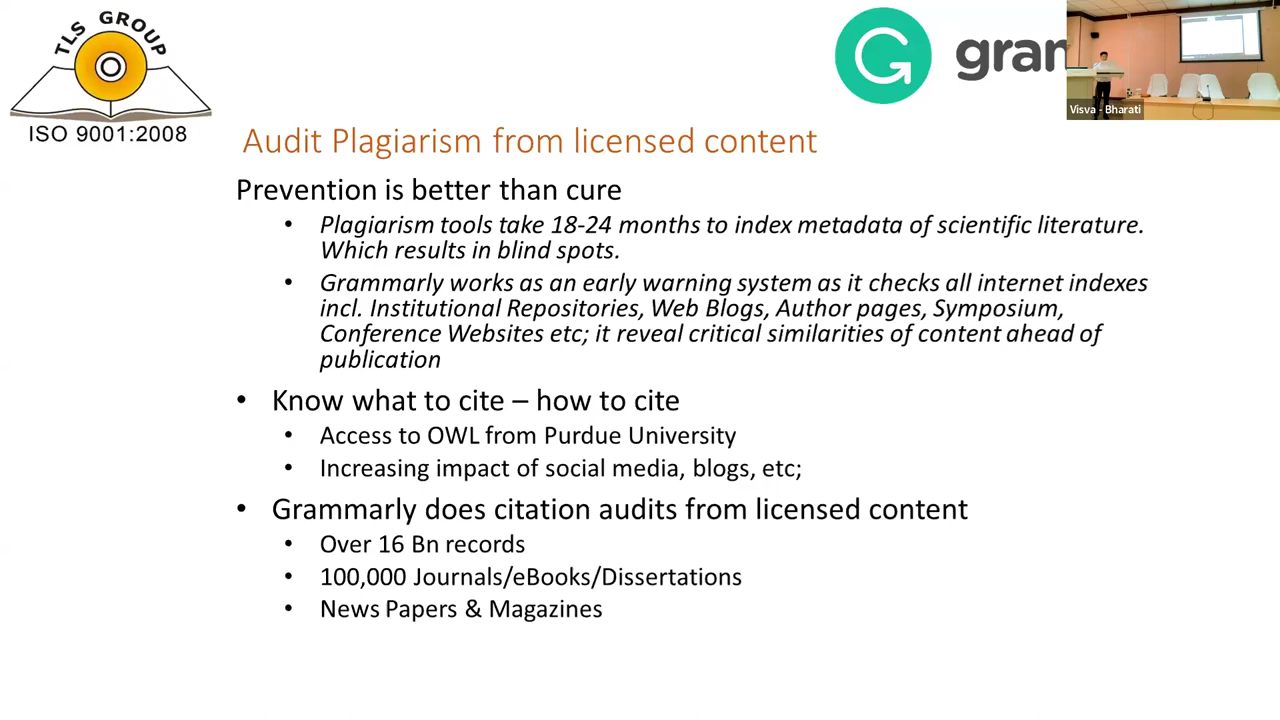 TLS GROUP
ISO 9001:2008
gram
Visva - Bharati
Audit Plagiarism from licensed content
Prevention is better than cure
• Plagiarism tools take 18-24 months to index metadata of scientific literature.
Which results in blind spots.
• Grammarly works as an early warning system as it checks all internet indexes
incl. Institutional Repositories, Web Blogs, Author pages, Symposium,
Conference Websites etc; it reveal critical similarities of content ahead of
publication
• Know what to cite – how to cite
• Access to OWL from Purdue University
• Increasing impact of social media, blogs, etc;
• Grammarly does citation audits from licensed content
• Over 16 Bn records
• 100,000 Journals/eBooks/Dissertations
• News Papers & Magazines